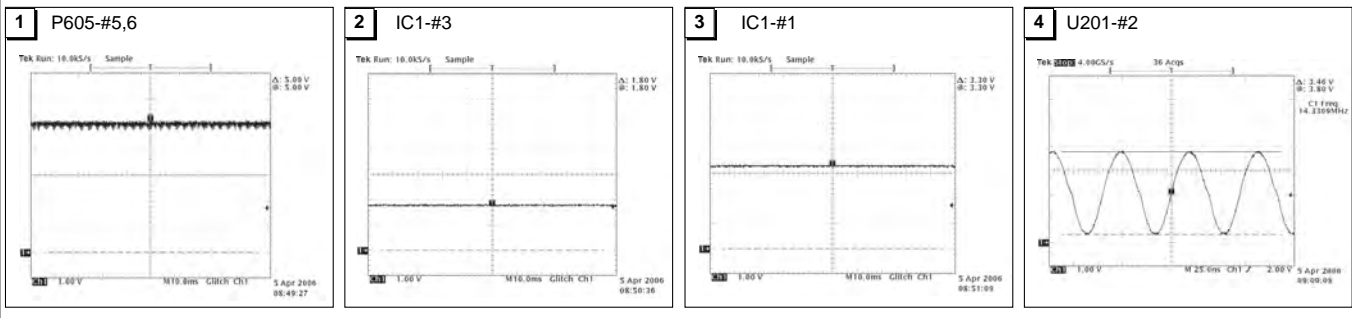 1 P605-#5,6
Tek Run: 10.0kS/s Sample
Δ: 5.00 V
@: 5.00 V
Ch1 1.00 V M10.0ms Glitch Ch1
5 Apr 2006
08:49:27
2 IC1-#3
Tek Run: 10.0kS/s Sample
Δ: 1.80 V
@: 1.80 V
Ch1 1.00 V M10.0ms Glitch Ch1
5 Apr 2006
08:50:36
3 IC1-#1
Tek Run: 10.0kS/s Sample
Δ: 3.30 V
@: 3.30 V
Ch1 1.00 V M10.0ms Glitch Ch1
5 Apr 2006
08:51:09
4 U201-#2
Tek Stop: 4.00GS/s 36 Acqs
Δ: 3.46 V
@: 3.80 V
C1 Freq
14.3309MHz
Ch1 1.00 V M 25.0ns Ch1 2.00 V
5 Apr 2006
09:09:09